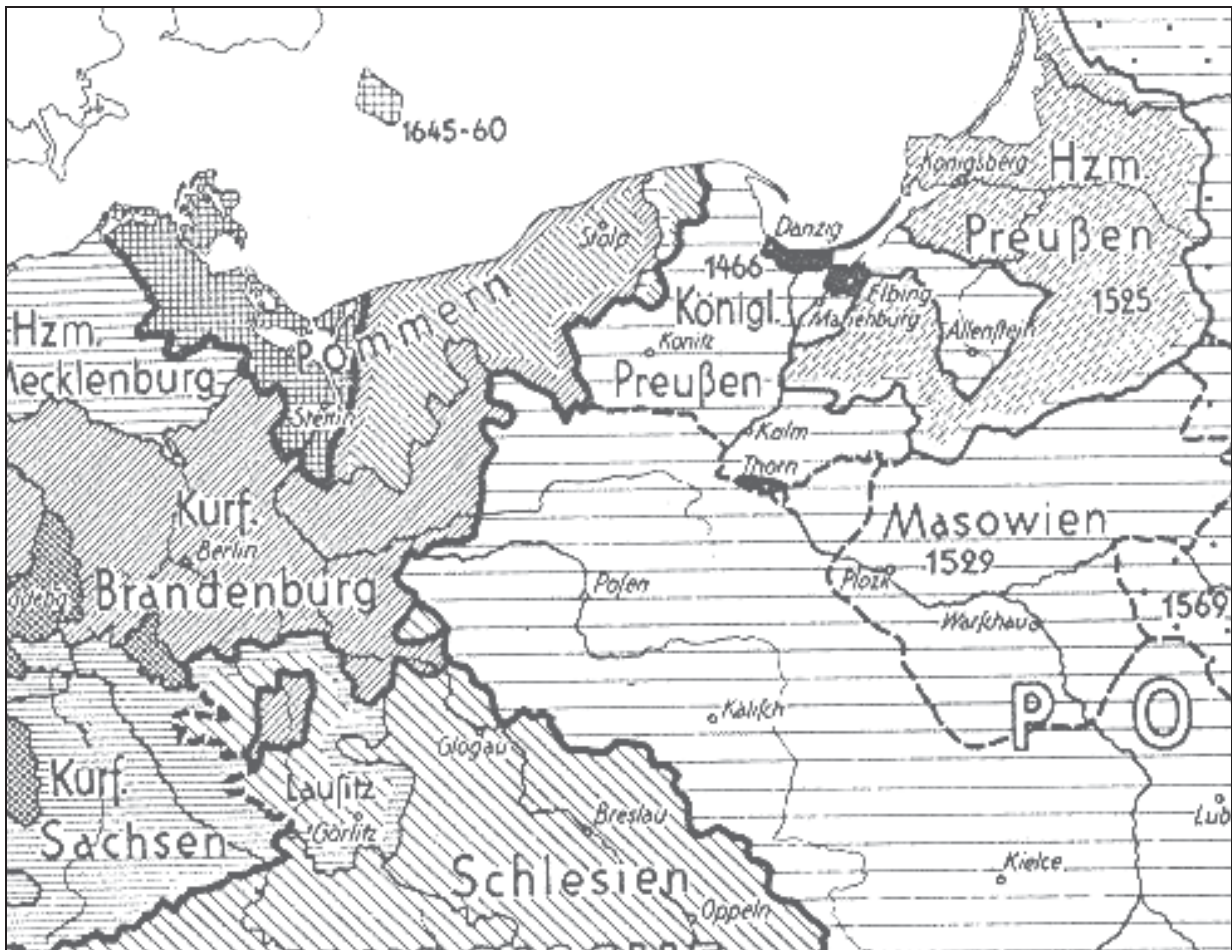 1645-60
Königsberg
Hzm.
Preußen
1525
Stolp
Danzig
1466
Königl.
Preußen
Konitz
Elbing
Marienburg
Allenstein
Pommern
Hzm.
Mecklenburg
Stettin
Kulm
Thorn
Kurf.
Brandenburg
Berlin
Masowien
1529
Plozk
Warſchau
1569
Poſen
P O
Kaliſch
Glogau
Lauſitz
Görlitz
Kurf.
Sachsen
Breslau
Schlesien
Oppeln
Kielce
Lub